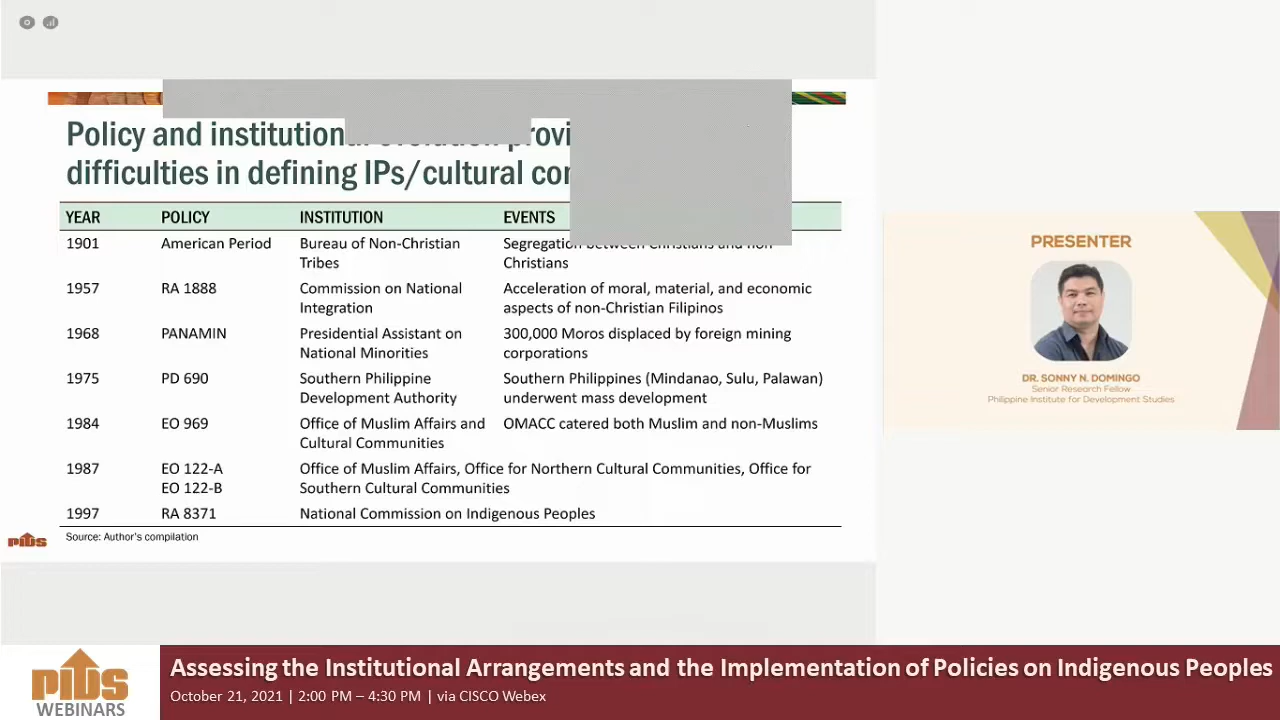 Policy and institutional
difficulties in defining IPs/cultural
YEAR POLICY INSTITUTION EVENTS
1901 American Period Bureau of Non-Christian Tribes Segregation between Christians and non-Christians
1957 RA 1888 Commission on National Integration Acceleration of moral, material, and economic aspects of non-Christian Filipinos
1968 PANAMIN Presidential Assistant on National Minorities 300,000 Moros displaced by foreign mining corporations
1975 PD 690 Southern Philippine Development Authority Southern Philippines (Mindanao, Sulu, Palawan) underwent mass development
1984 EO 969 Office of Muslim Affairs and Cultural Communities OMACC catered both Muslim and non-Muslims
1987 EO 122-A EO 122-B Office of Muslim Affairs, Office for Northern Cultural Communities, Office for Southern Cultural Communities
1997 RA 8371 National Commission on Indigenous Peoples
Source: Author's compilation
pids
PRESENTER
DR. SONNY N. DOMINGO
Senior Research Fellow
Philippine Institute for Development Studies
pids
WEBINARS
Assessing the Institutional Arrangements and the Implementation of Policies on Indigenous Peoples
October 21, 2021 | 2:00 PM – 4:30 PM | via CISCO Webex